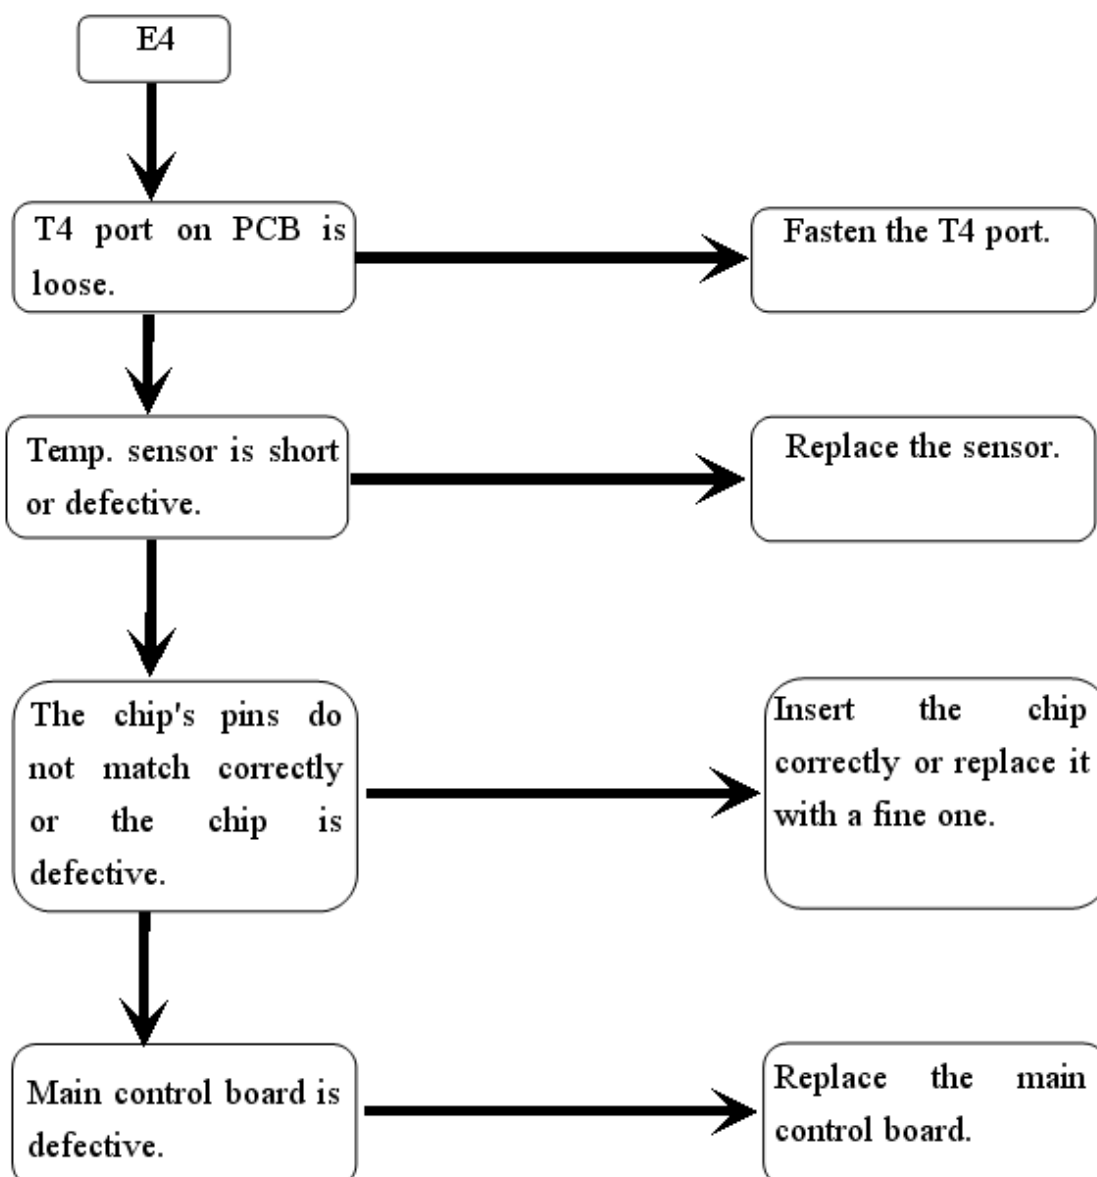 E4
T4 port on PCB is
loose.
Fasten the T4 port.
Temp. sensor is short
or defective.
Replace the sensor.
The chip's pins do
not match correctly
or the chip is
defective.
Insert the chip
correctly or replace it
with a fine one.
Main control board is
defective.
Replace the main
control board.